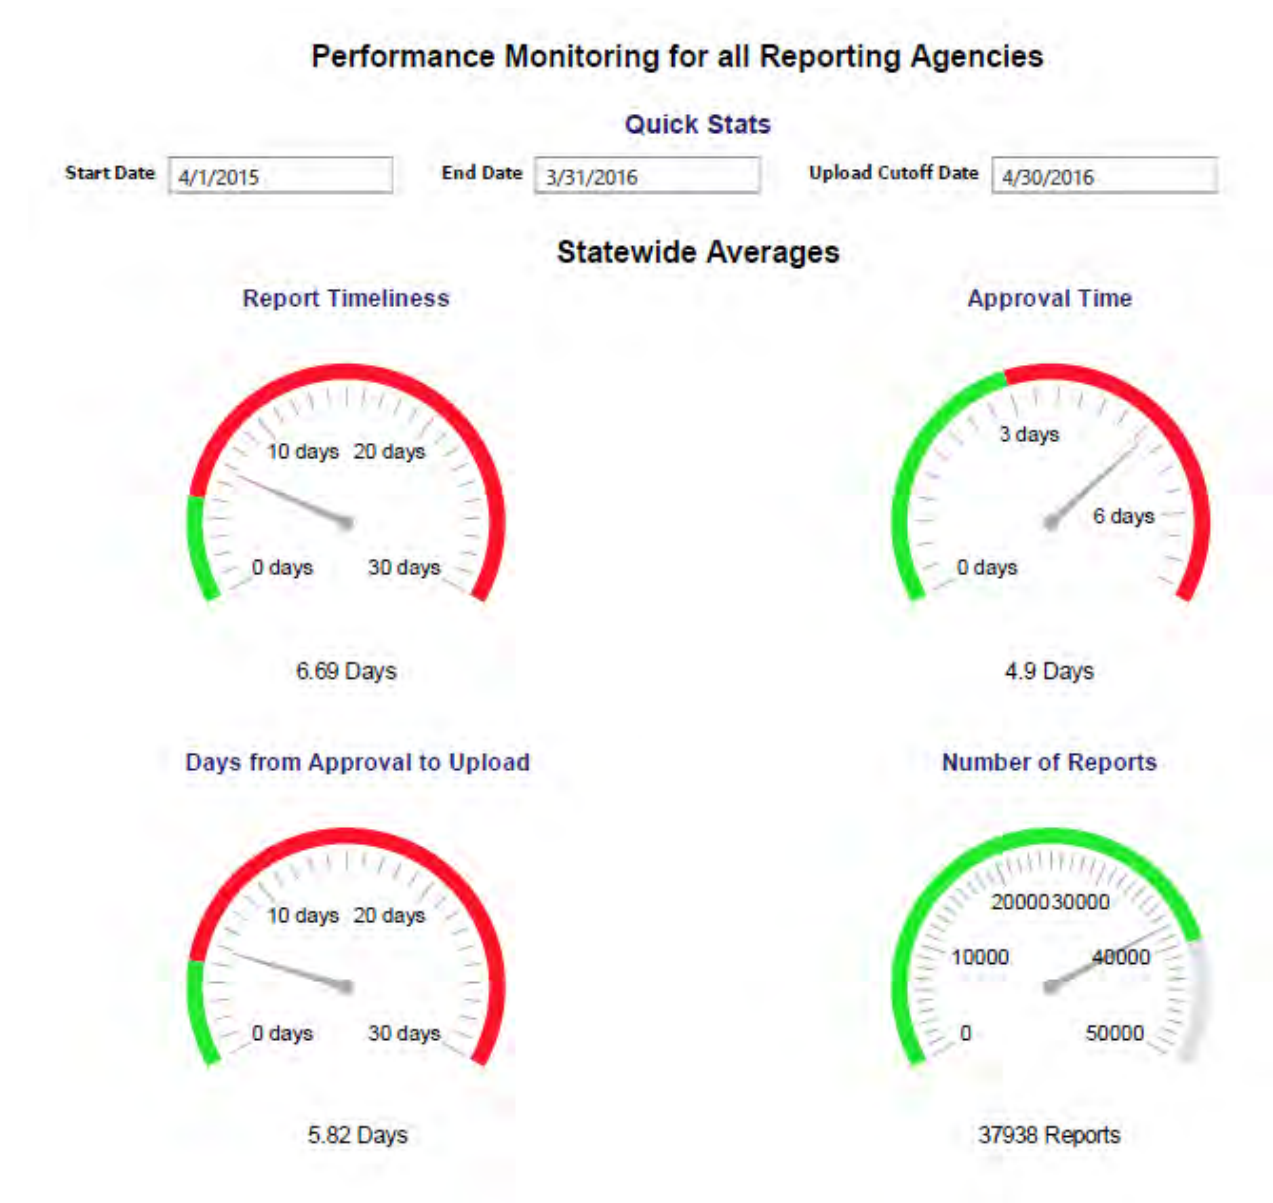 Performance Monitoring for all Reporting Agencies
Quick Stats
Start Date 4/1/2015 End Date 3/31/2016 Upload Cutoff Date 4/30/2016
Statewide Averages
Report Timeliness Approval Time
3 days
10 days 20 days
6 days
0 days 30 days 0 days
6.69 Days 4.9 Days
Days from Approval to Upload Number of Reports
20000 30000
10 days 20 days
10000 40000
0 days 30 days 0 50000
5.82 Days 37938 Reports